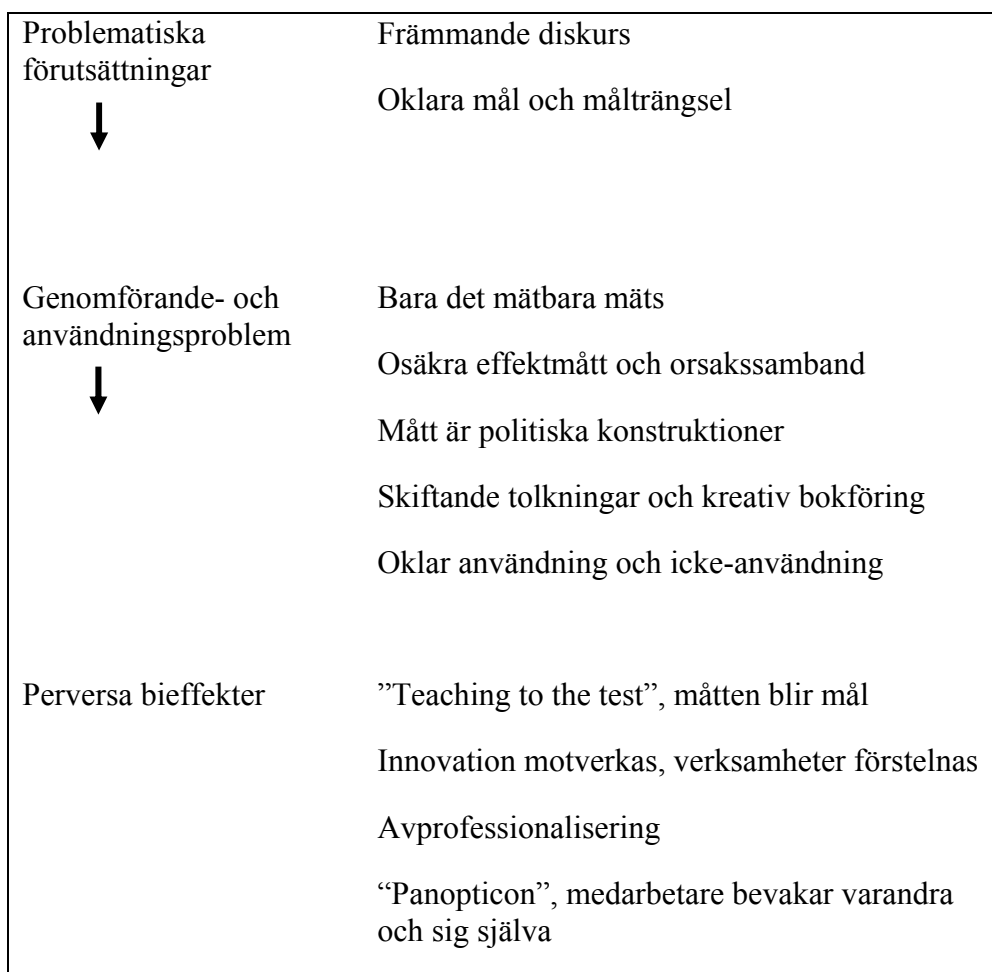 Problematiska
förutsättningar
Främmande diskurs
Oklara mål och målträngsel
Genomförande- och
användningsproblem
Bara det mätbara mäts
Osäkra effektmått och orsakssamband
Mått är politiska konstruktioner
Skiftande tolkningar och kreativ bokföring
Oklar användning och icke-användning
Perversa bieffekter
”Teaching to the test”, måtten blir mål
Innovation motverkas, verksamheter förstelnas
Avprofessionalisering
“Panopticon”, medarbetare bevakar varandra
och sig själva